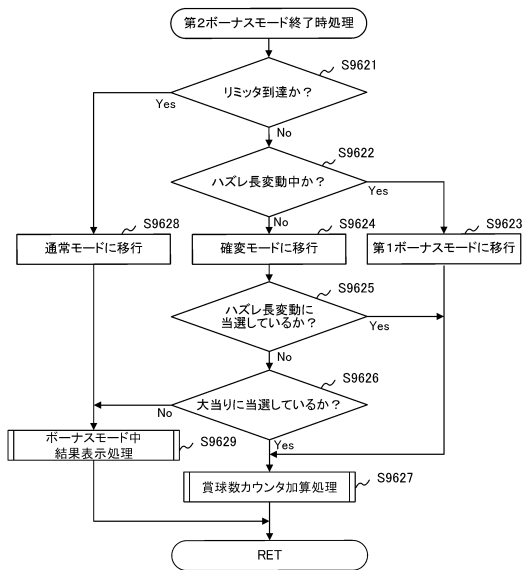 第2ボーナスモード終了時処理
S9621
リミッタ到達か？
Yes
No
S9622
ハズレ長変動中か？
Yes
No
S9628
通常モードに移行
S9624
確変モードに移行
S9623
第1ボーナスモードに移行
S9625
ハズレ長変動に
当選しているか？
Yes
No
S9626
大当りに当選しているか？
No
Yes
ボーナスモード中
結果表示処理
S9629
賞球数カウンタ加算処理
S9627
RET